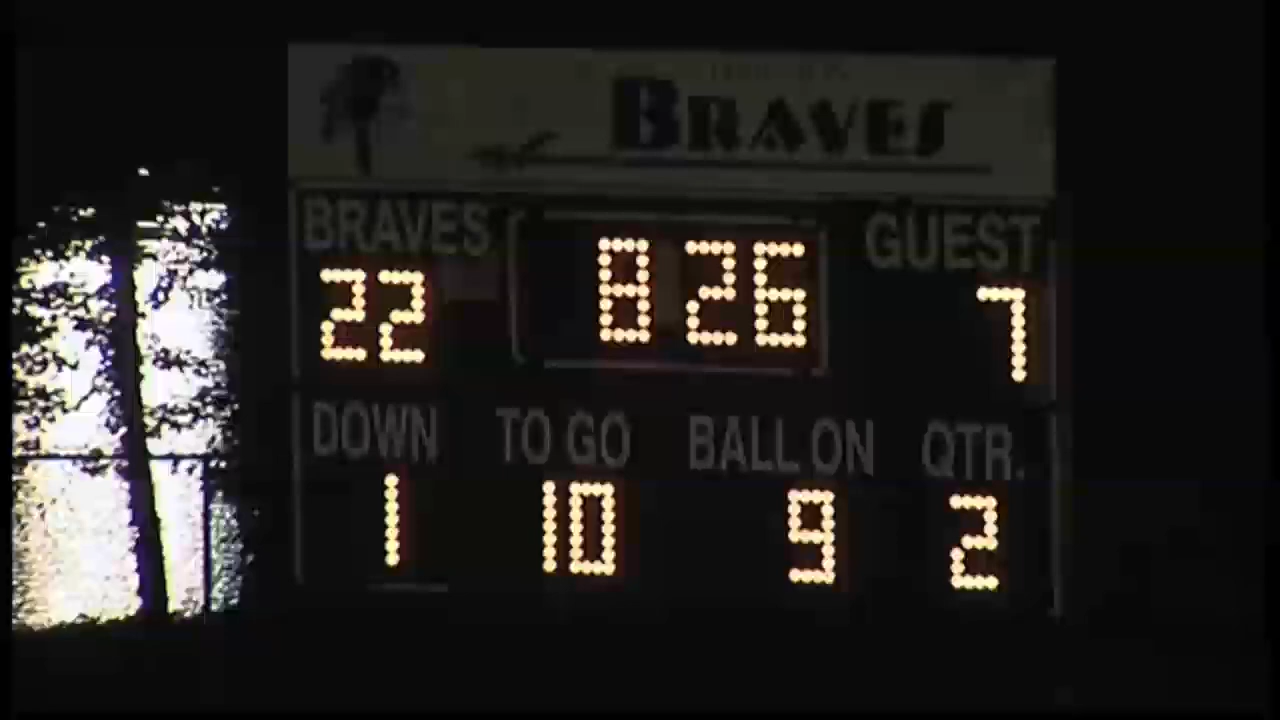 BRAVES
BRAVES GUEST
22 8 26 7
DOWN TO GO BALL ON QTR.
1 10 9 2